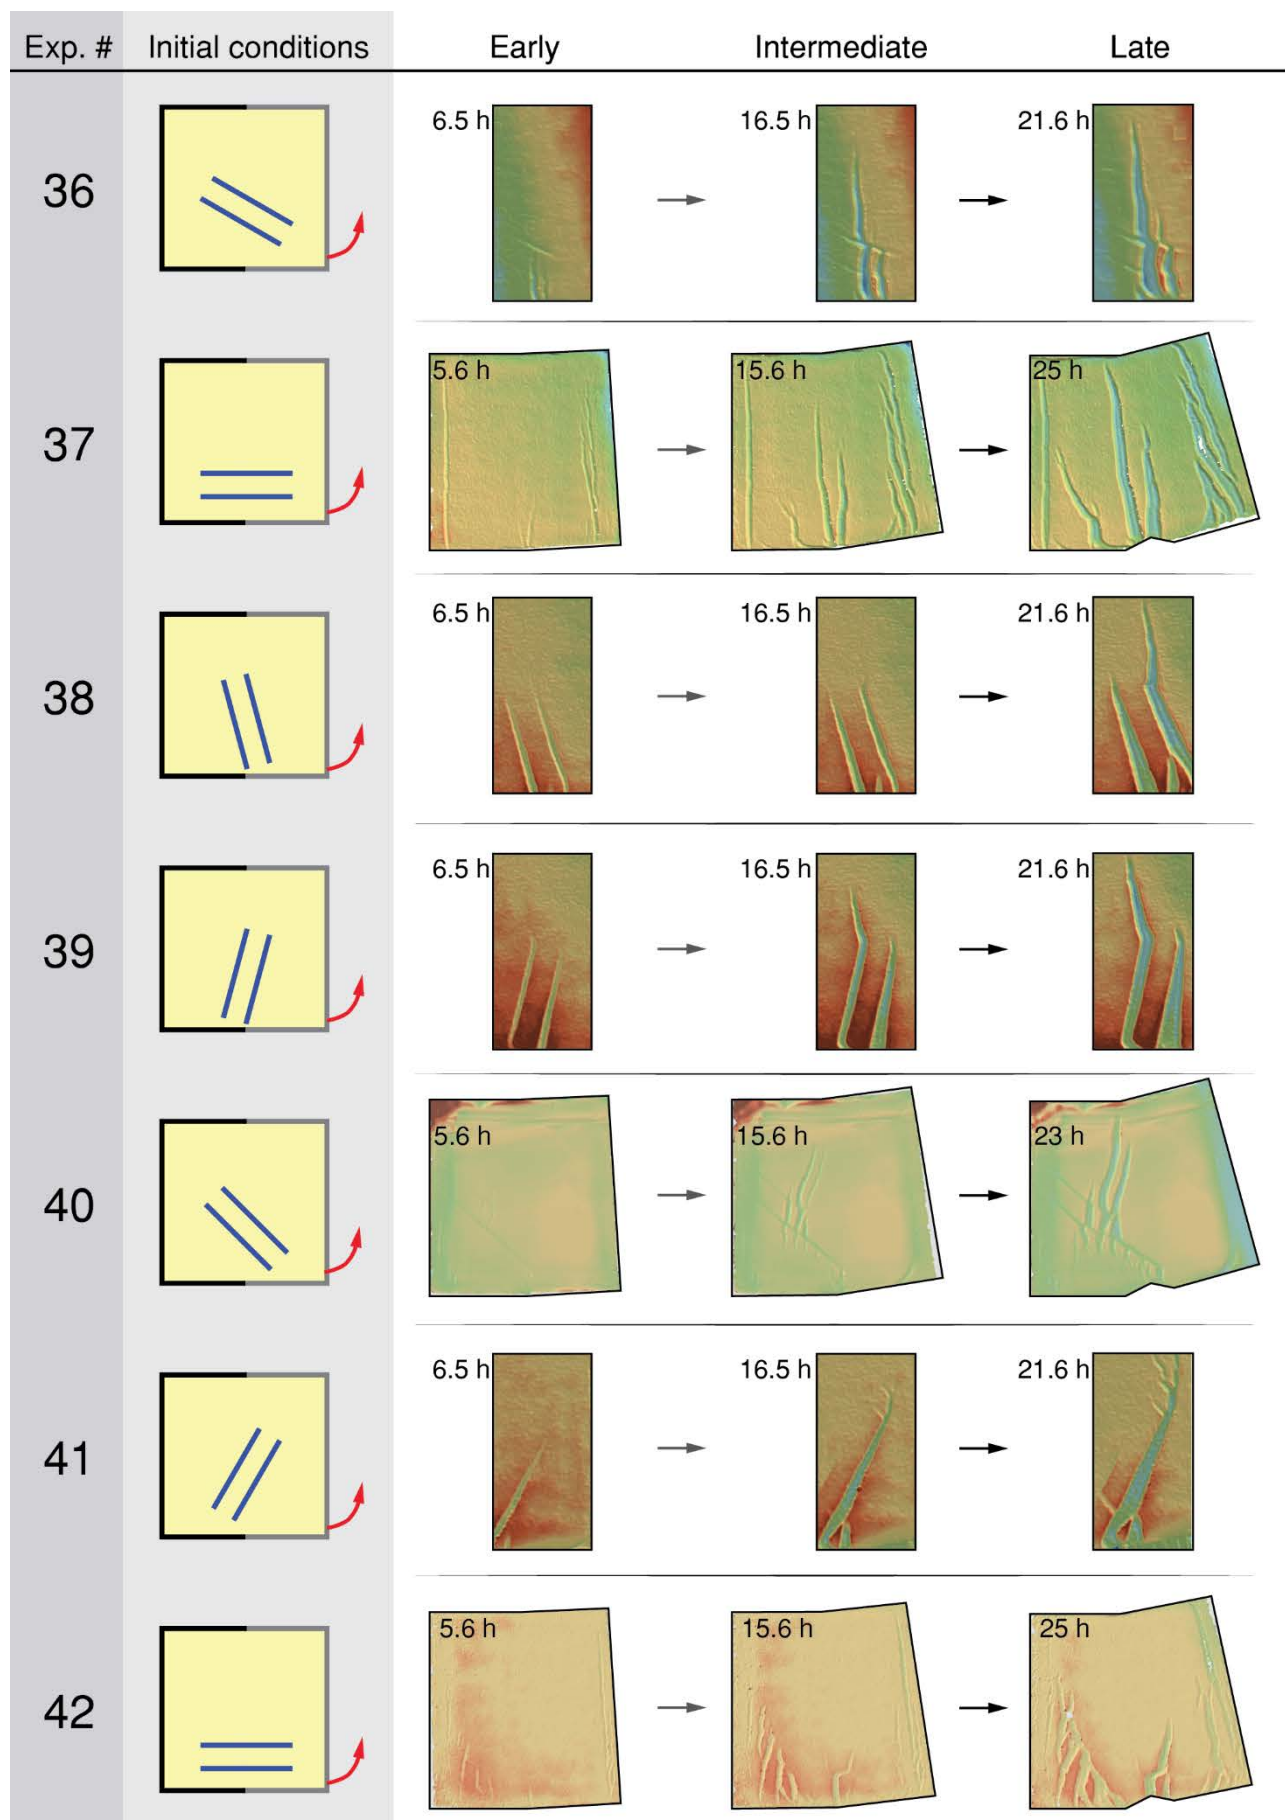 Exp. # Initial conditions Early Intermediate Late
36 6.5 h 16.5 h 21.6 h
37 5.6 h 15.6 h 25 h
38 6.5 h 16.5 h 21.6 h
39 6.5 h 16.5 h 21.6 h
40 5.6 h 15.6 h 23 h
41 6.5 h 16.5 h 21.6 h
42 5.6 h 15.6 h 25 h